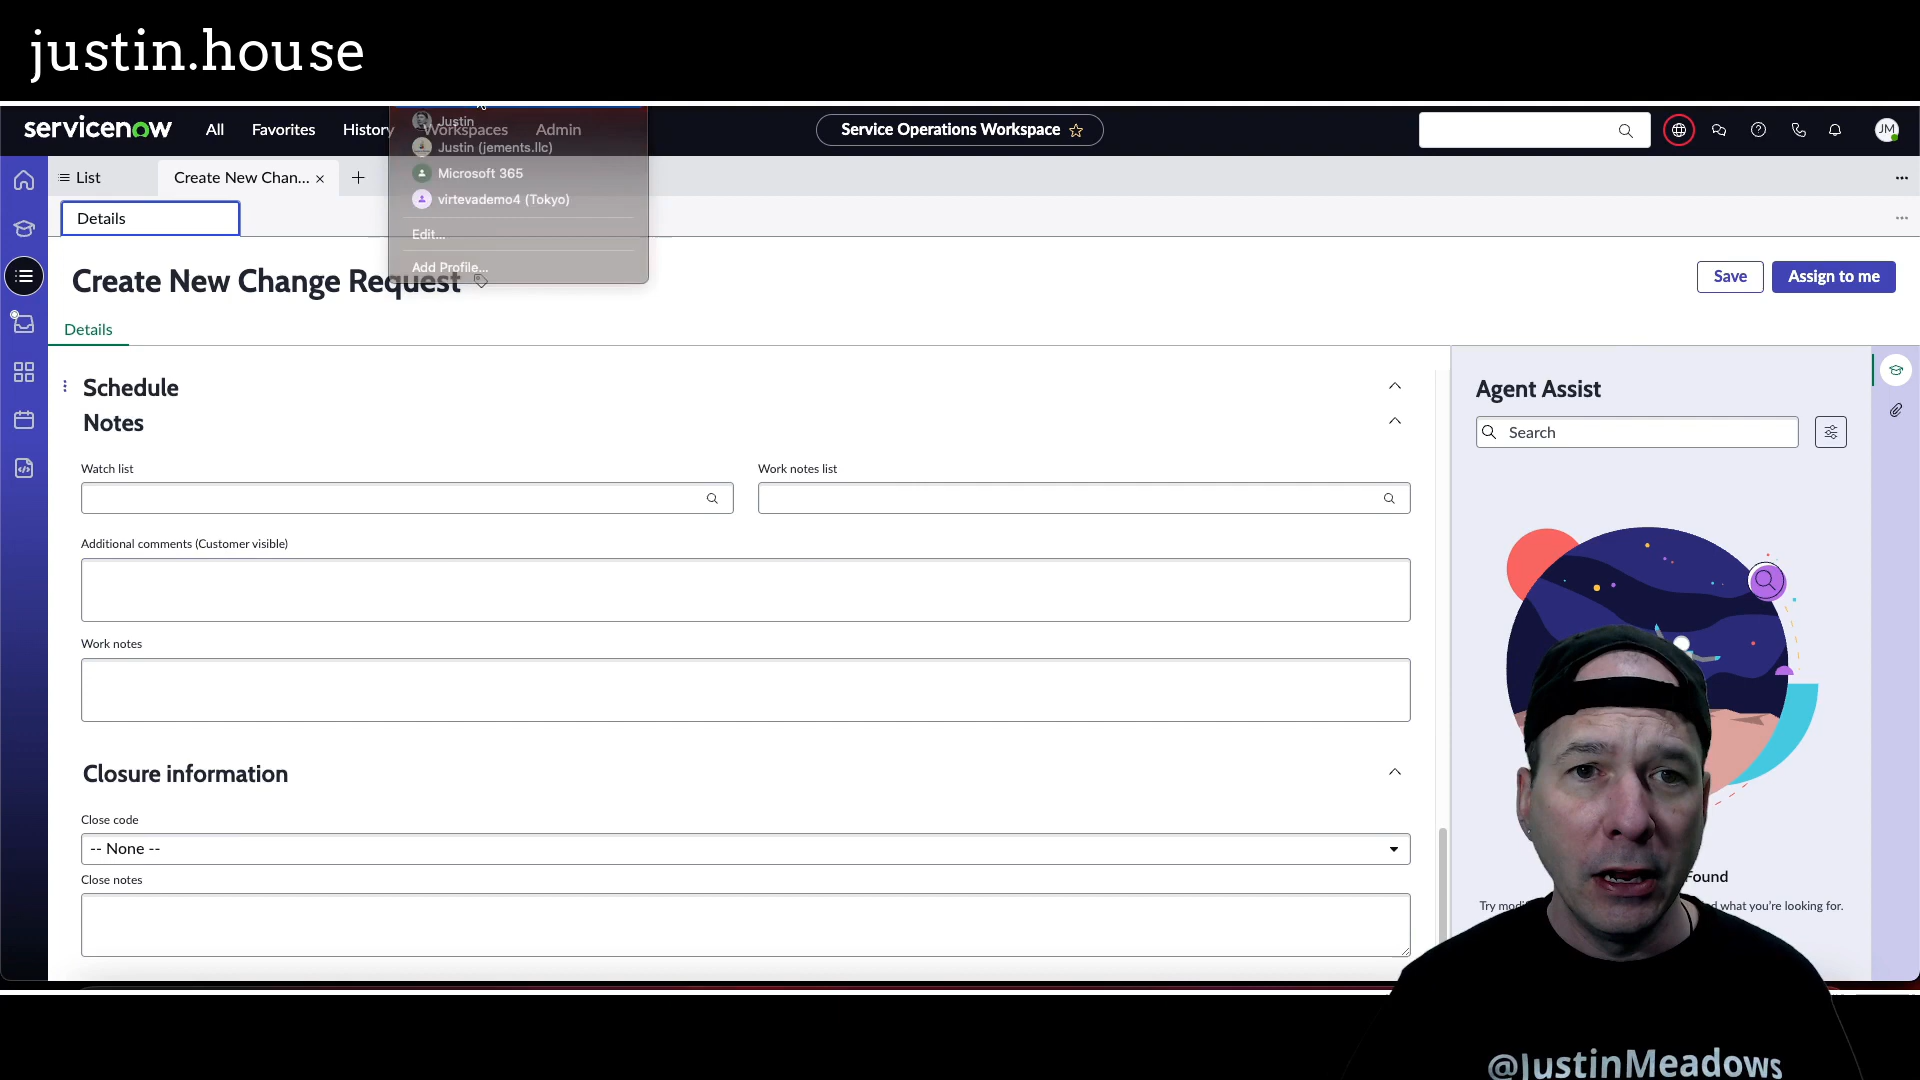 justin.house
servicenow All Favorites History Workspaces Admin Service Operations Workspace JM
Justin
Justin (jements.llc)
Microsoft 365
virtevademo4 (Tokyo)
Edit...
Add Profile...
List Create New Chan...
Details
Create New Change Request Save Assign to me
Details
Schedule
Notes
Watch list Work notes list
Additional comments (Customer visible)
Work notes
Closure information
Close code
-- None --
Close notes
Agent Assist
Search
Found
Try what you're looking for.
@JustinMeadows